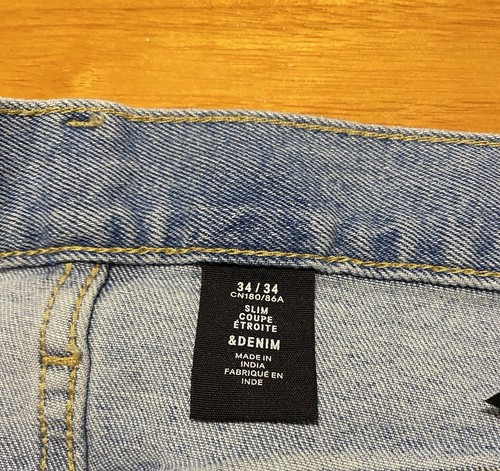 34 / 34
CN180/86A
SLIM
COUPE
ÉTROITE
&DENIM
MADE IN
INDIA
FABRIQUÉ EN
INDE